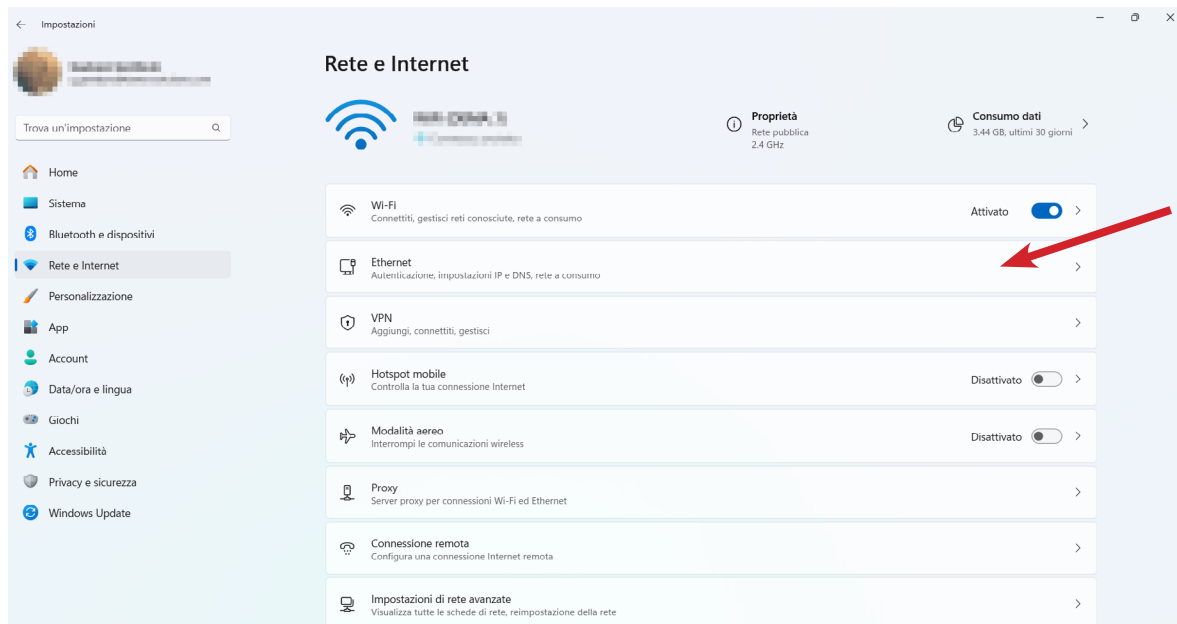 Impostazioni
Trova un'impostazione
Home
Sistema
Bluetooth e dispositivi
Rete e Internet
Personalizzazione
App
Account
Data/ora e lingua
Giochi
Accessibilità
Privacy e sicurezza
Windows Update
Rete e Internet
Proprietà
Rete pubblica
2.4 GHz
Consumo dati
3.44 GB, ultimi 30 giorni
Wi-Fi
Connettiti, gestisci reti conosciute, rete a consumo
Attivato
Ethernet
Autenticazione, impostazioni IP e DNS, rete a consumo
VPN
Aggiungi, connettiti, gestisci
Hotspot mobile
Controlla la tua connessione Internet
Disattivato
Modalità aereo
Interrompi le comunicazioni wireless
Disattivato
Proxy
Server proxy per connessioni Wi-Fi ed Ethernet
Connessione remota
Configura una connessione Internet remota
Impostazioni di rete avanzate
Visualizza tutte le schede di rete, reimpostazione della rete